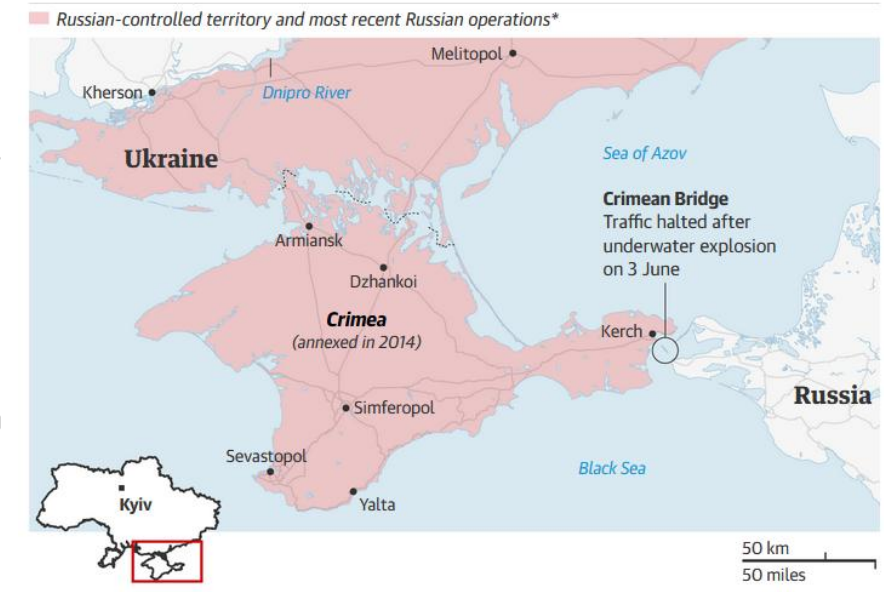 Russian-controlled territory and most recent Russian operations*
Melitopol
Kherson
Dnipro River
Ukraine
Sea of Azov
Crimean Bridge
Traffic halted after
underwater explosion
on 3 June
Armiansk
Dzhankoi
Crimea
(annexed in 2014)
Kerch
Russia
Simferopol
Sevastopol
Black Sea
Yalta
Kyiv
50 km
50 miles